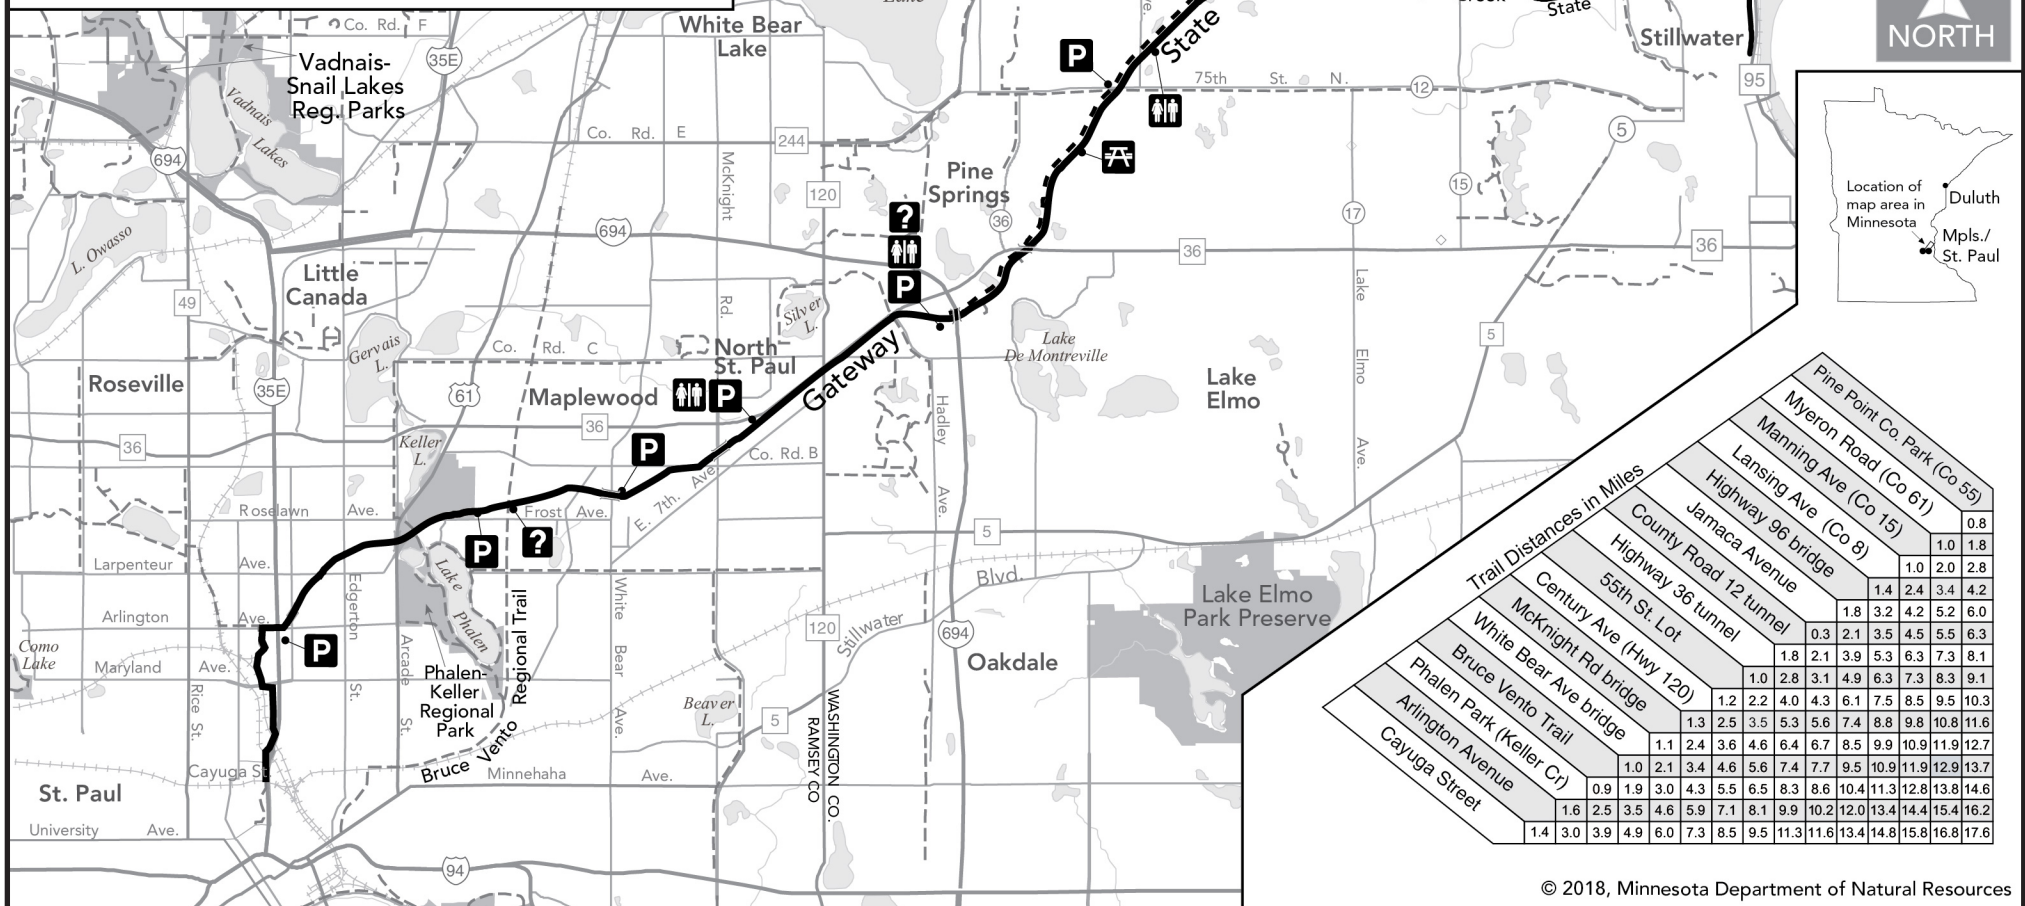 Lake
Co. Rd. F
35E
White Bear
Lake
State
Creek
State
Stillwater
NORTH
Vadnais-
Snail Lakes
Reg. Parks
Vadnais
Lakes
P
75th St. N.
12
95
694
Co. Rd. E
244
Pine
Springs
5
McKnight
Rd.
120
15
17
36
?
Location of
map area in
Minnesota
Duluth
Mpls./
St. Paul
L. Owasso
694
36
36
Little
Canada
P
49
Silver
L.
Lake
Elmo
Ave.
Gervais
L.
Co. Rd. C
North
St. Paul
Lake
De Montreville
5
Roseville
35E
61
Maplewood
P
Gateway
Lake
Elmo
36
36
Keller
L.
P
Co. Rd. B
Hadley
Ave.
E. 7th. Ave.
Roselawn Ave.
Frost Ave.
P
?
5
Larpenteur Ave.
Lake
Phalen
Blvd.
Stillwater
Lake Elmo
Park Preserve
Arlington Ave.
Edgerton
St.
Arcade
St.
White
Bear
Ave.
120
694
Oakdale
P
Como
Lake
Maryland Ave.
Rice St.
Phalen-
Keller
Regional
Park
Bruce Vento
Regional Trail
Beaver
L.
5
WASHINGTON CO.
RAMSEY CO
Cayuga St.
Minnehaha Ave.
St. Paul
University Ave.
94
Trail Distances in Miles
Pine Point Co. Park (Co 55)
Myeron Road (Co 61)
Manning Ave (Co 15)
Lansing Ave (Co 8)
Highway 96 bridge
Jamaca Avenue
County Road 12 tunnel
Highway 36 tunnel
55th St. Lot
Century Ave (Hwy 120)
McKnight Rd bridge
White Bear Ave bridge
Bruce Vento Trail
Phalen Park (Keller Cr)
Arlington Avenue
Cayuga Street
0.8
1.0 1.8
1.0 2.0 2.8
1.4 2.4 3.4 4.2
1.8 3.2 4.2 5.2 6.0
0.3 2.1 3.5 4.5 5.5 6.3
1.8 2.1 3.9 5.3 6.3 7.3 8.1
1.0 2.8 3.1 4.9 6.3 7.3 8.3 9.1
1.2 2.2 4.0 4.3 6.1 7.5 8.5 9.5 10.3
1.3 2.5 3.5 5.3 5.6 7.4 8.8 9.8 10.8 11.6
1.1 2.4 3.6 4.6 6.4 6.7 8.5 9.9 10.9 11.9 12.7
1.0 2.1 3.4 4.6 5.6 7.4 7.7 9.5 10.9 11.9 12.9 13.7
0.9 1.9 3.0 4.3 5.5 6.5 8.3 8.6 10.4 11.3 12.8 13.8 14.6
1.6 2.5 3.5 4.6 5.9 7.1 8.1 9.9 10.2 12.0 13.4 14.4 15.4 16.2
1.4 3.0 3.9 4.9 6.0 7.3 8.5 9.5 11.3 11.6 13.4 14.8 15.8 16.8 17.6
© 2018, Minnesota Department of Natural Resources